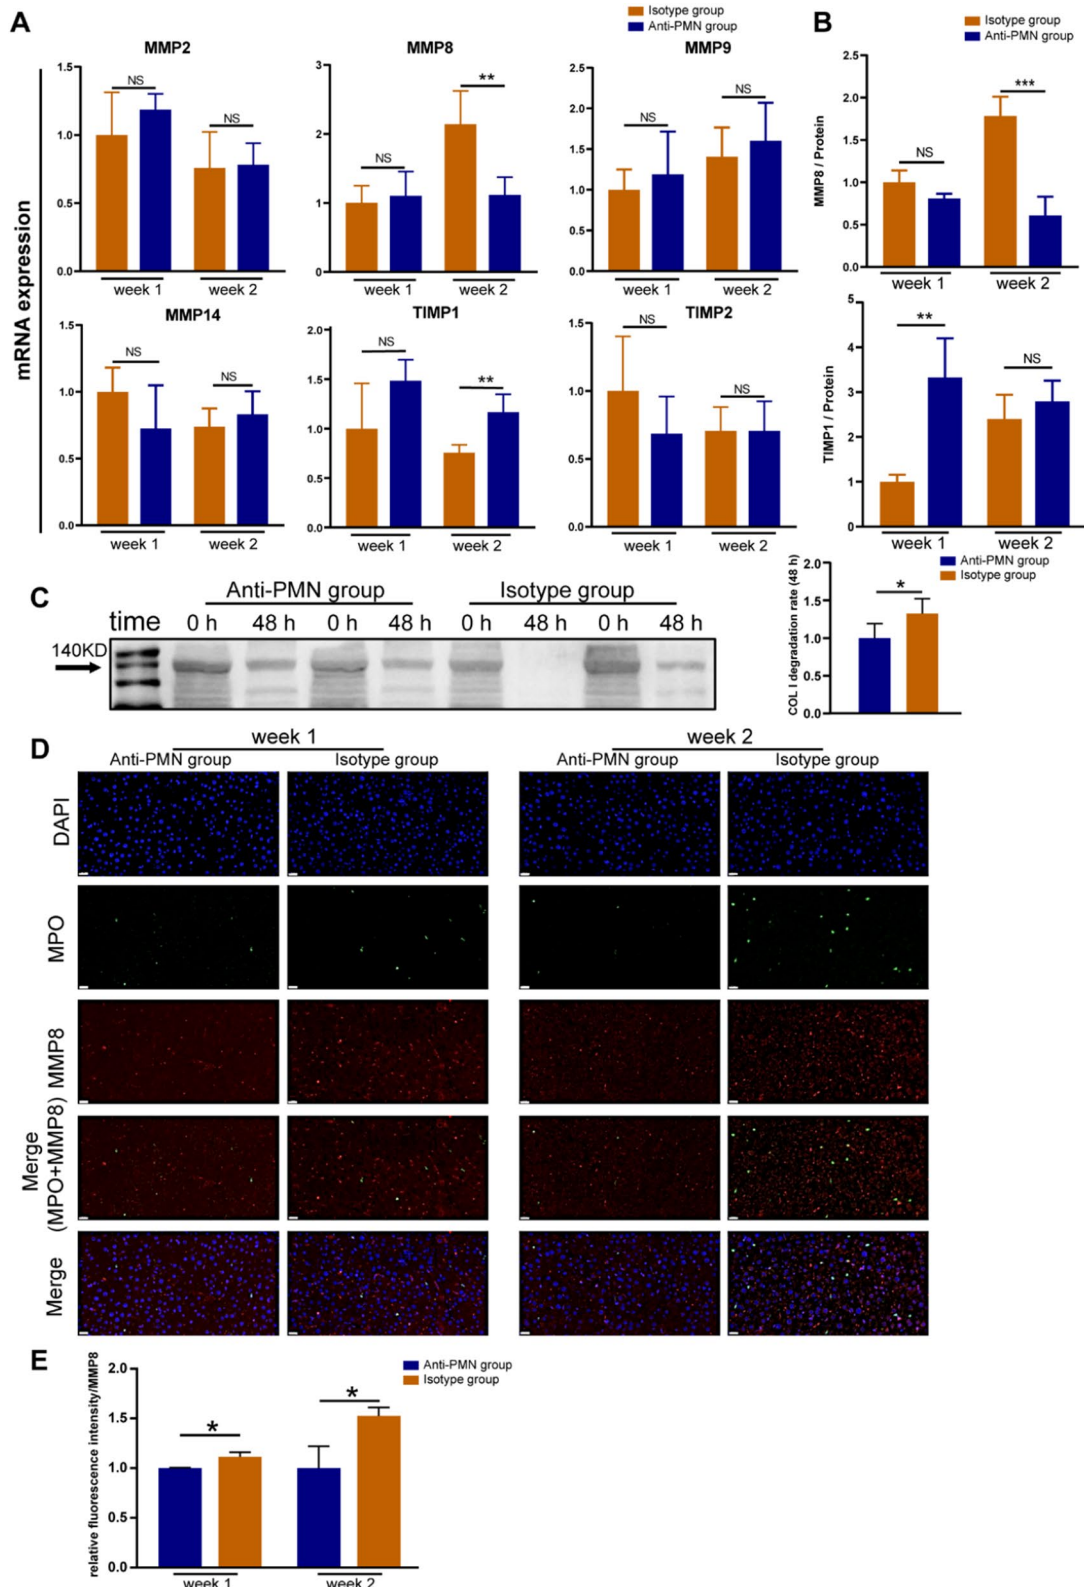 A
Isotype group
Anti-PMN group
B
Isotype group
Anti-PMN group
mRNA expression
MMP2
1.5
1.0
0.5
0.0
NS
NS
week 1
week 2
MMP8
3
2
1
0
NS
**
week 1
week 2
MMP9
2.5
2.0
1.5
1.0
0.5
0.0
NS
NS
week 1
week 2
MMP8 / Protein
2.5
2.0
1.5
1.0
0.5
0.0
NS
***
week 1
week 2
MMP14
1.5
1.0
0.5
0.0
NS
NS
week 1
week 2
TIMP1
2.0
1.5
1.0
0.5
0.0
NS
**
week 1
week 2
TIMP2
1.5
1.0
0.5
0.0
NS
NS
week 1
week 2
TIMP1 / Protein
5
4
3
2
1
0
**
NS
week 1
week 2
C
Anti-PMN group
Isotype group
time
0 h
48 h
0 h
48 h
0 h
48 h
0 h
48 h
140KD
Anti-PMN group
Isotype group
COL I degradation rate (48 h)
2.0
1.5
1.0
0.5
0.0
*
D
week 1
week 2
Anti-PMN group
Isotype group
Anti-PMN group
Isotype group
DAPI
MPO
MMP8
Merge
(MPO+MMP8)
Merge
E
Anti-PMN group
Isotype group
relative fluorescence intensity/MMP8
2.0
1.5
1.0
0.5
0.0
*
*
week 1
week 2